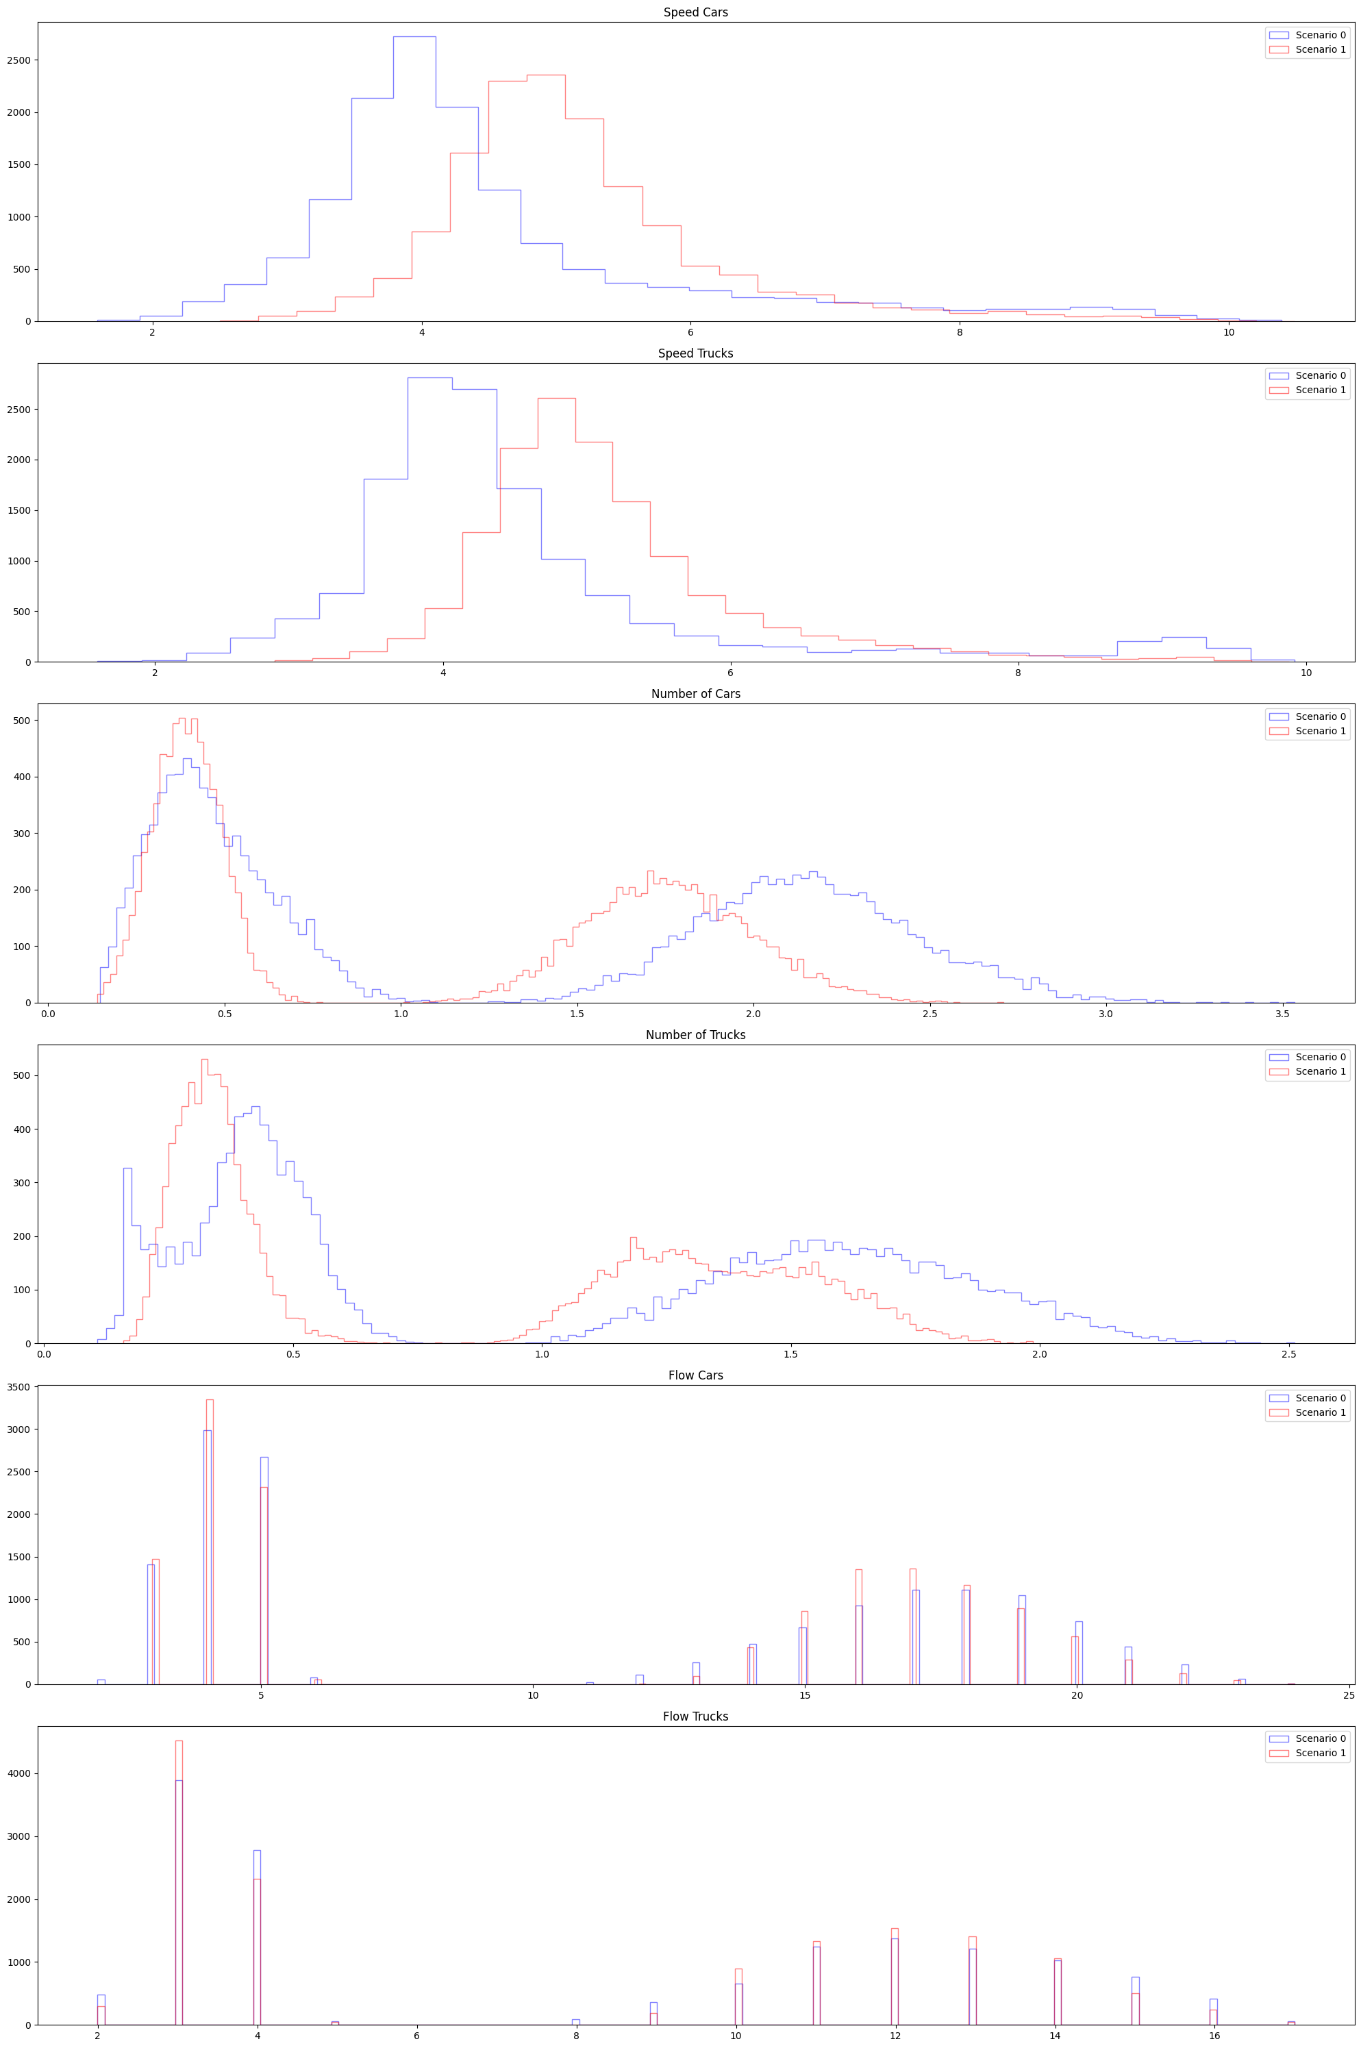 Speed Cars
Scenario 0
Scenario 1
2500
2000
1500
1000
500
0
2 4 6 8 10
Speed Trucks
Scenario 0
Scenario 1
2500
2000
1500
1000
500
0
2 4 6 8 10
Number of Cars
Scenario 0
Scenario 1
500
400
300
200
100
0
0.0 0.5 1.0 1.5 2.0 2.5 3.0 3.5
Number of Trucks
Scenario 0
Scenario 1
500
400
300
200
100
0
0.0 0.5 1.0 1.5 2.0 2.5
Flow Cars
Scenario 0
Scenario 1
3500
3000
2500
2000
1500
1000
500
0
5 10 15 20 25
Flow Trucks
Scenario 0
Scenario 1
4000
3000
2000
1000
0
2 4 6 8 10 12 14 16